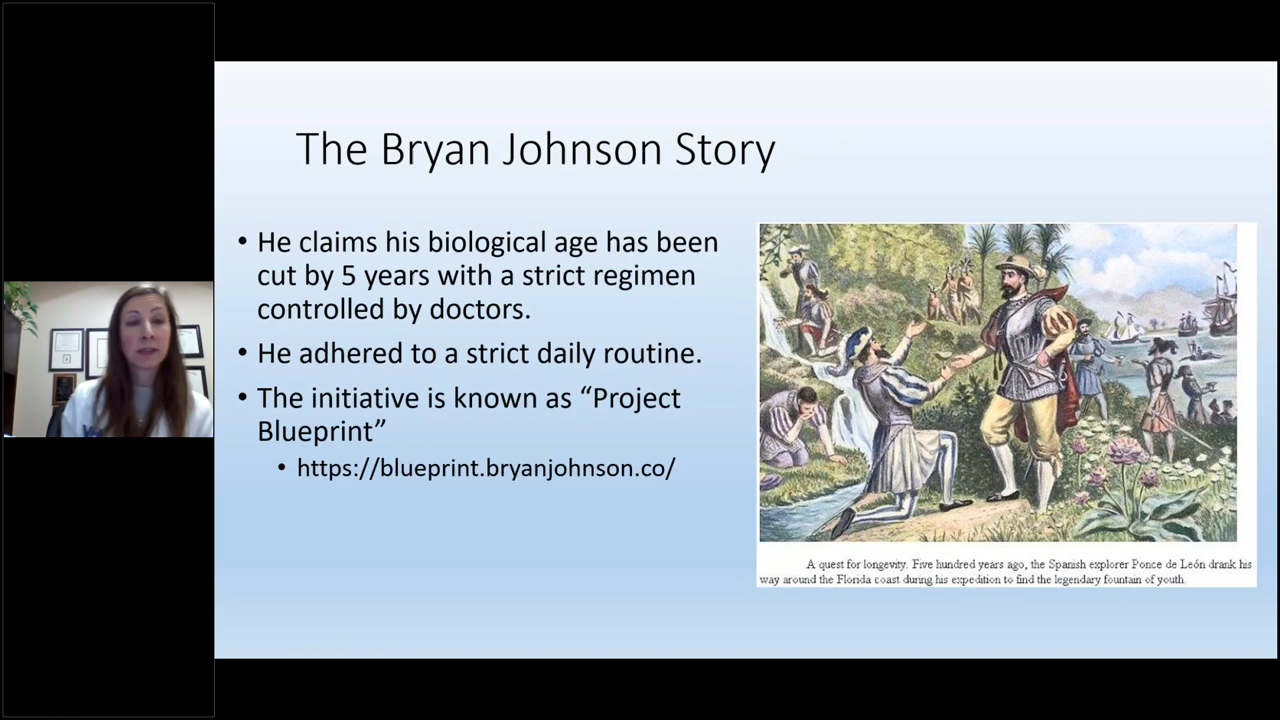 The Bryan Johnson Story
• He claims his biological age has been
cut by 5 years with a strict regimen
controlled by doctors.
• He adhered to a strict daily routine.
• The initiative is known as “Project
Blueprint”
• https://blueprint.bryanjohnson.co/
A quest for longevity. Five hundred years ago, the Spanish explorer Ponce de León drank his
way around the Florida coast during his expedition to find the legendary fountain of youth.